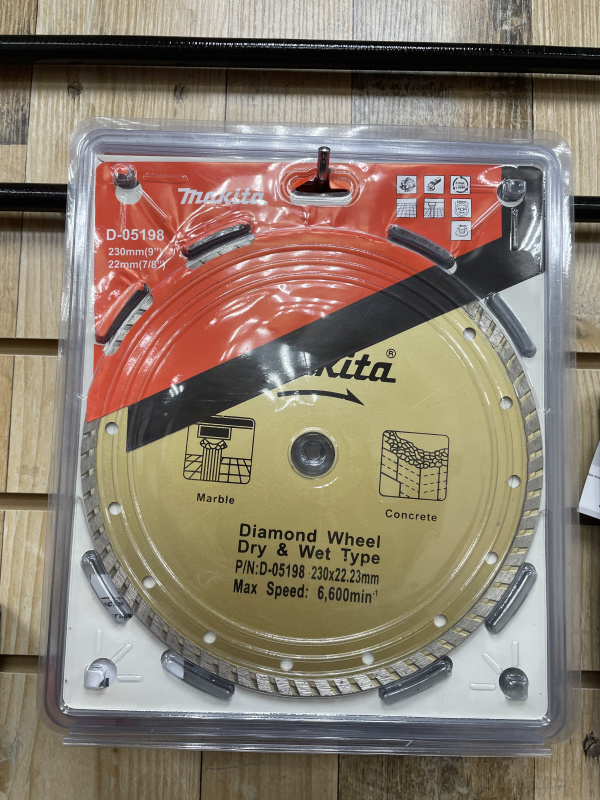 makita
D-05198
230mm(9")
22mm(7/8")
kita®
Marble
Concrete
Diamond Wheel
Dry & Wet Type
P/N:D-05198 230x22.23mm
Max Speed: 6,600min-1